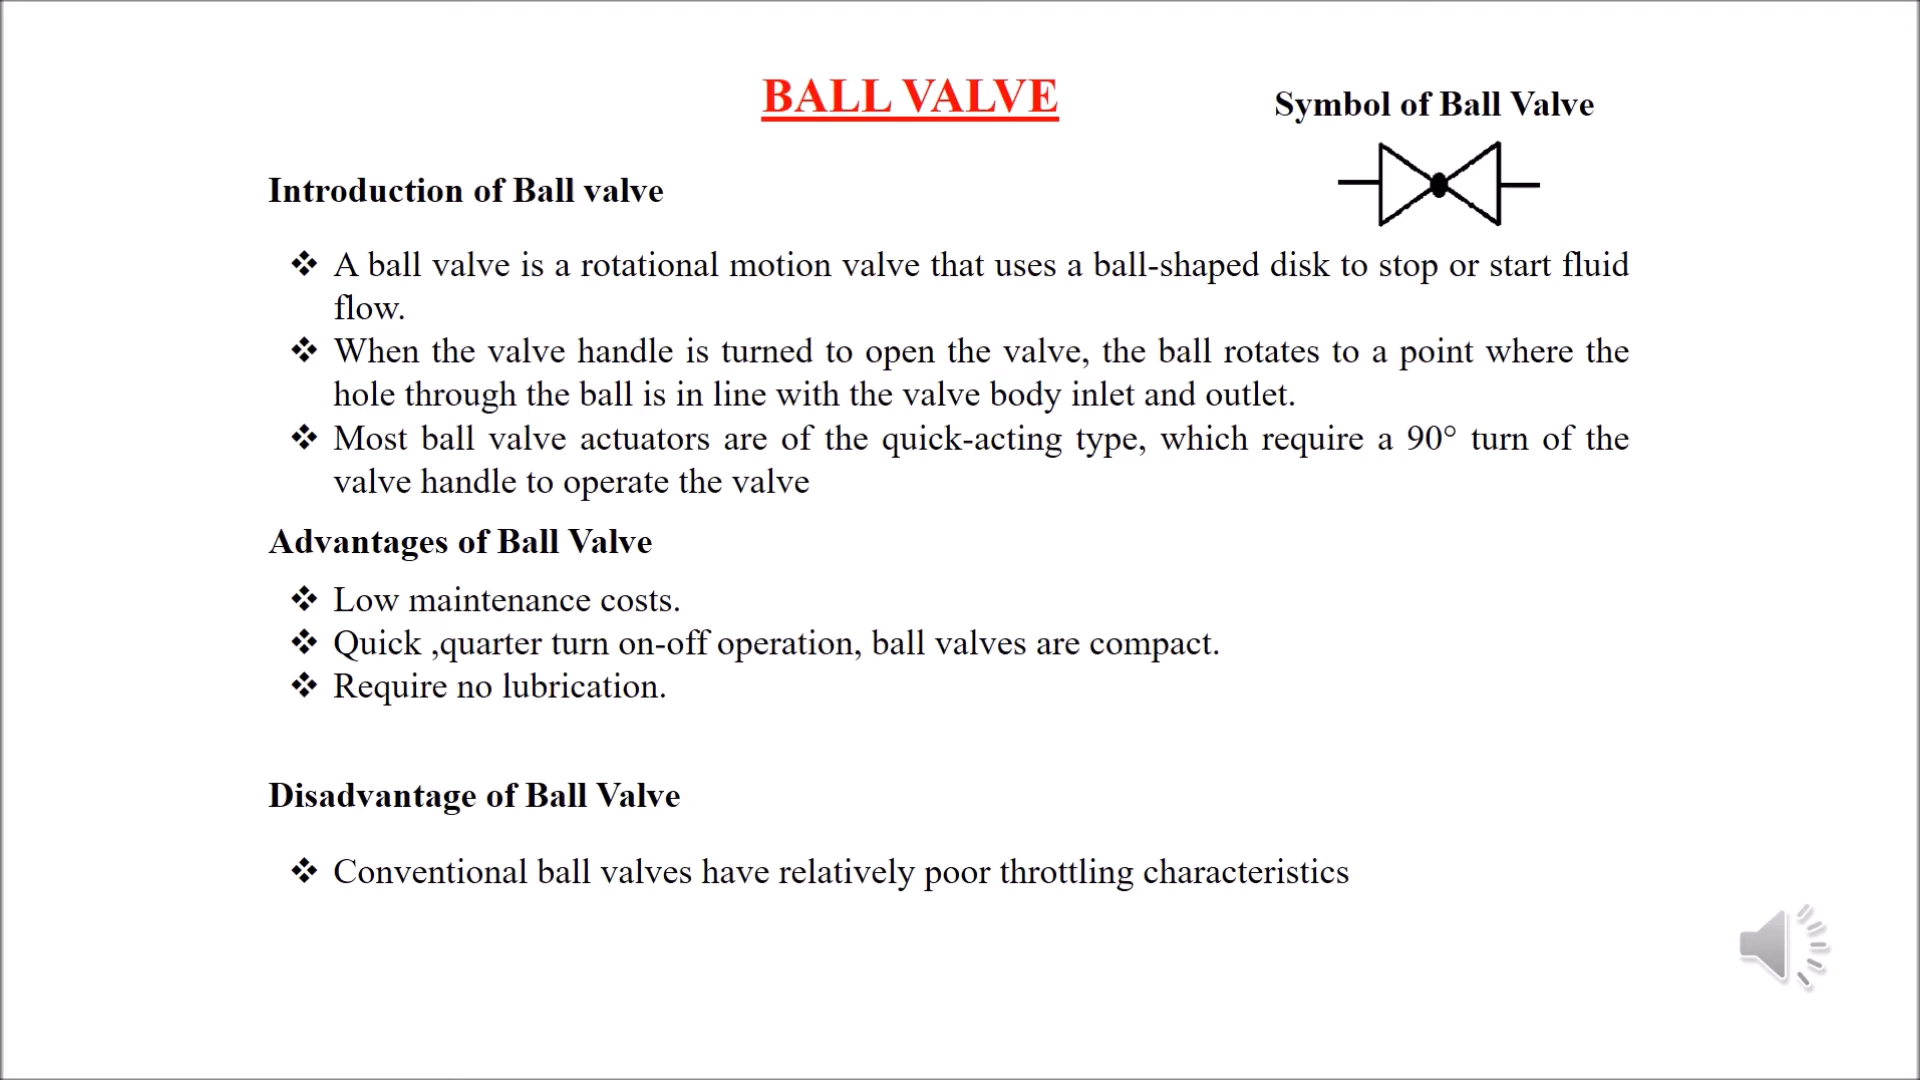 BALL VALVE
Symbol of Ball Valve
Introduction of Ball valve
❖ A ball valve is a rotational motion valve that uses a ball-shaped disk to stop or start fluid
flow.
❖ When the valve handle is turned to open the valve, the ball rotates to a point where the
hole through the ball is in line with the valve body inlet and outlet.
❖ Most ball valve actuators are of the quick-acting type, which require a 90° turn of the
valve handle to operate the valve
Advantages of Ball Valve
❖ Low maintenance costs.
❖ Quick ,quarter turn on-off operation, ball valves are compact.
❖ Require no lubrication.
Disadvantage of Ball Valve
❖ Conventional ball valves have relatively poor throttling characteristics